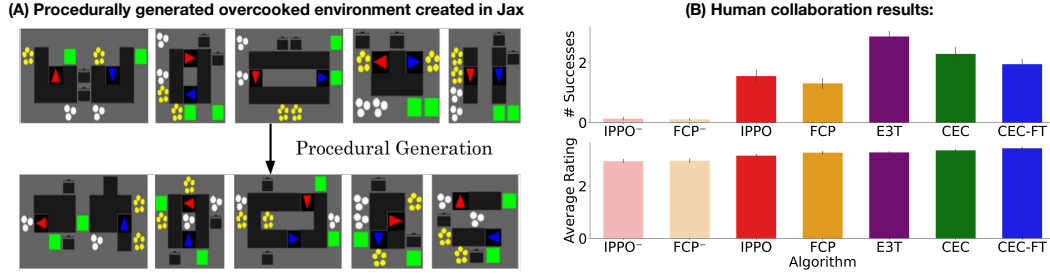 (A) Procedurally generated overcooked environment created in Jax
Procedural Generation
(B) Human collaboration results:
# Successes
2
0
IPPO⁻ FCP⁻ IPPO FCP E3T CEC CEC-FT
Average Rating
2
0
IPPO⁻ FCP⁻ IPPO FCP E3T CEC CEC-FT
Algorithm